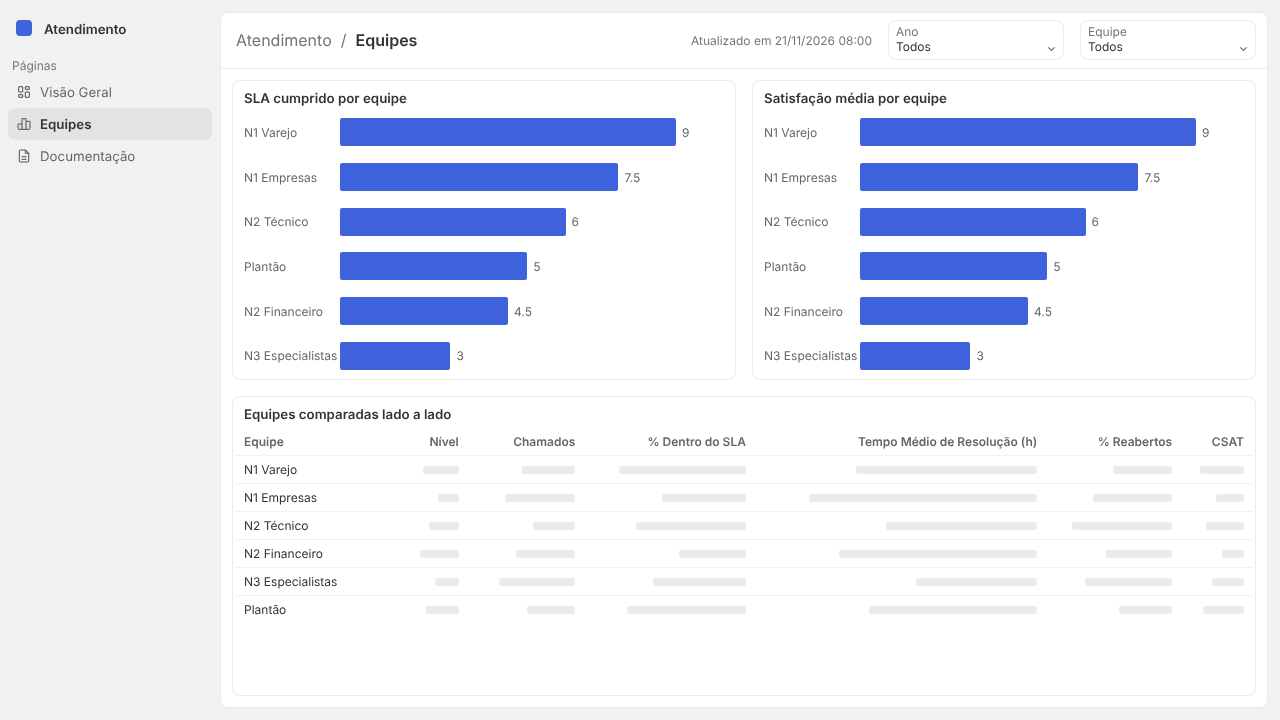 Atendimento
Páginas
Visão Geral
Equipes
Documentação
Atendimento / Equipes
Atualizado em 21/11/2026 08:00
Ano
Todos
Equipe
Todos
SLA cumprido por equipe
N1 Varejo 9
N1 Empresas 7.5
N2 Técnico 6
Plantão 5
N2 Financeiro 4.5
N3 Especialistas 3
Satisfação média por equipe
N1 Varejo 9
N1 Empresas 7.5
N2 Técnico 6
Plantão 5
N2 Financeiro 4.5
N3 Especialistas 3
Equipes comparadas lado a lado
Equipe Nível Chamados % Dentro do SLA Tempo Médio de Resolução (h) % Reabertos CSAT
N1 Varejo
N1 Empresas
N2 Técnico
N2 Financeiro
N3 Especialistas
Plantão